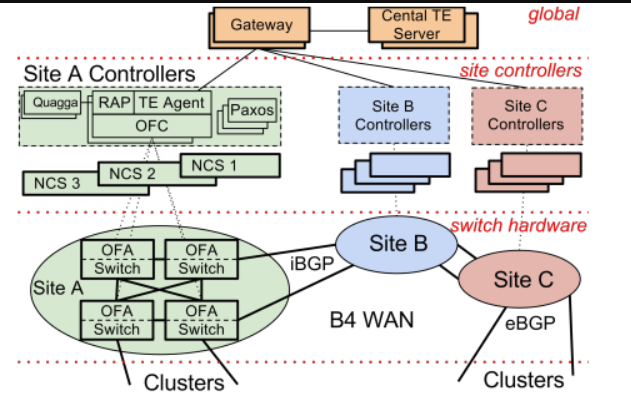 global
Gateway
Cental TE
Server
site controllers
Site A Controllers
Quagga
RAP
TE Agent
OFC
Paxos
Site B
Controllers
Site C
Controllers
NCS 1
NCS 2
NCS 3
switch hardware
OFA
Switch
OFA
Switch
Site A
OFA
Switch
OFA
Switch
iBGP
Site B
Site C
B4 WAN
eBGP
Clusters
Clusters